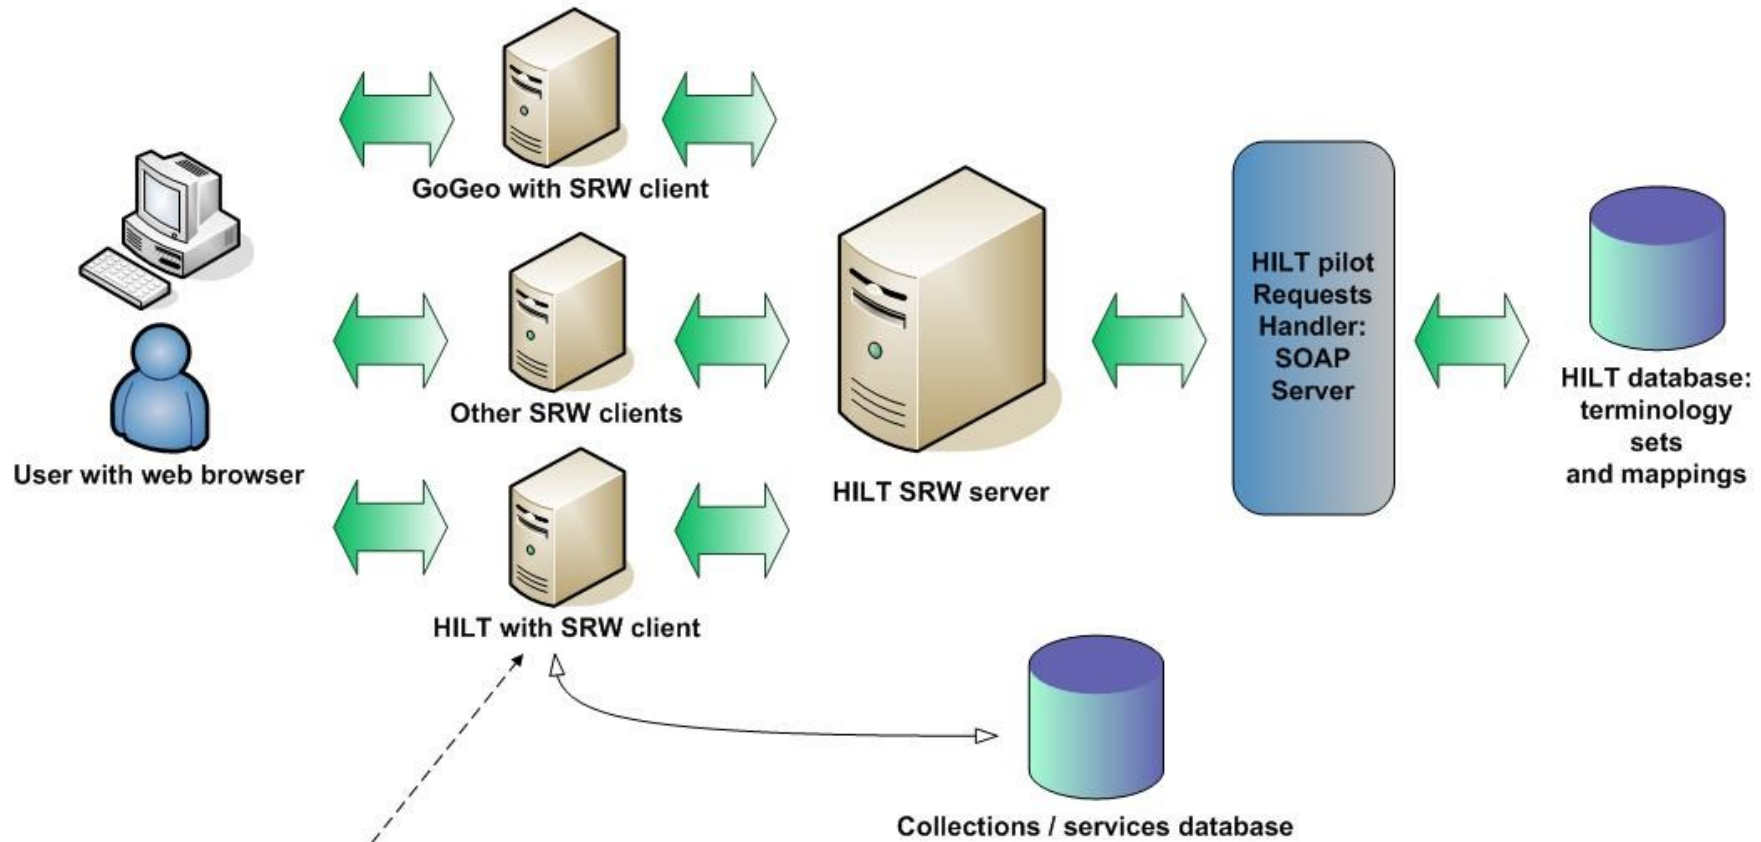 GoGeo with SRW client
HILT pilot
Requests
Handler:
SOAP
Server
HILT database:
terminology
sets
and mappings
Other SRW clients
User with web browser
HILT SRW server
HILT with SRW client
Collections / services database